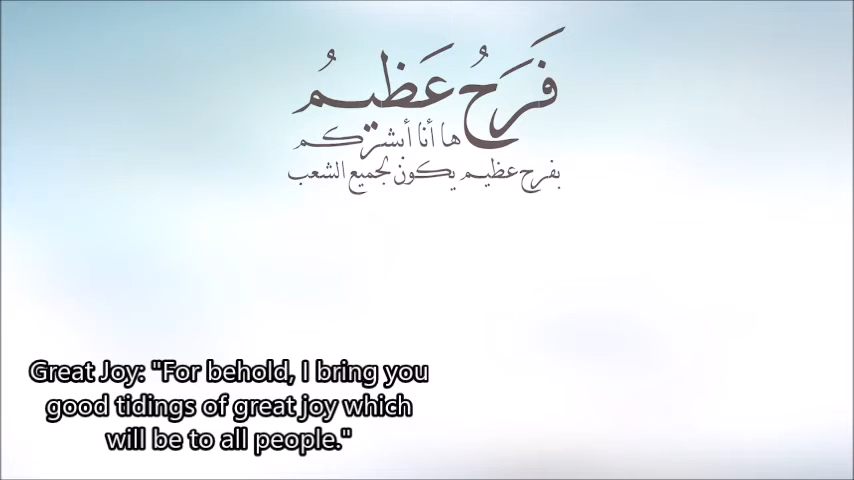 فَرَحُ عَظِيمُ
ها أنا أبشركم
بفرح عظيم يكون لجميع الشعب
Great Joy: "For behold, I bring you
good tidings of great joy which
will be to all people."